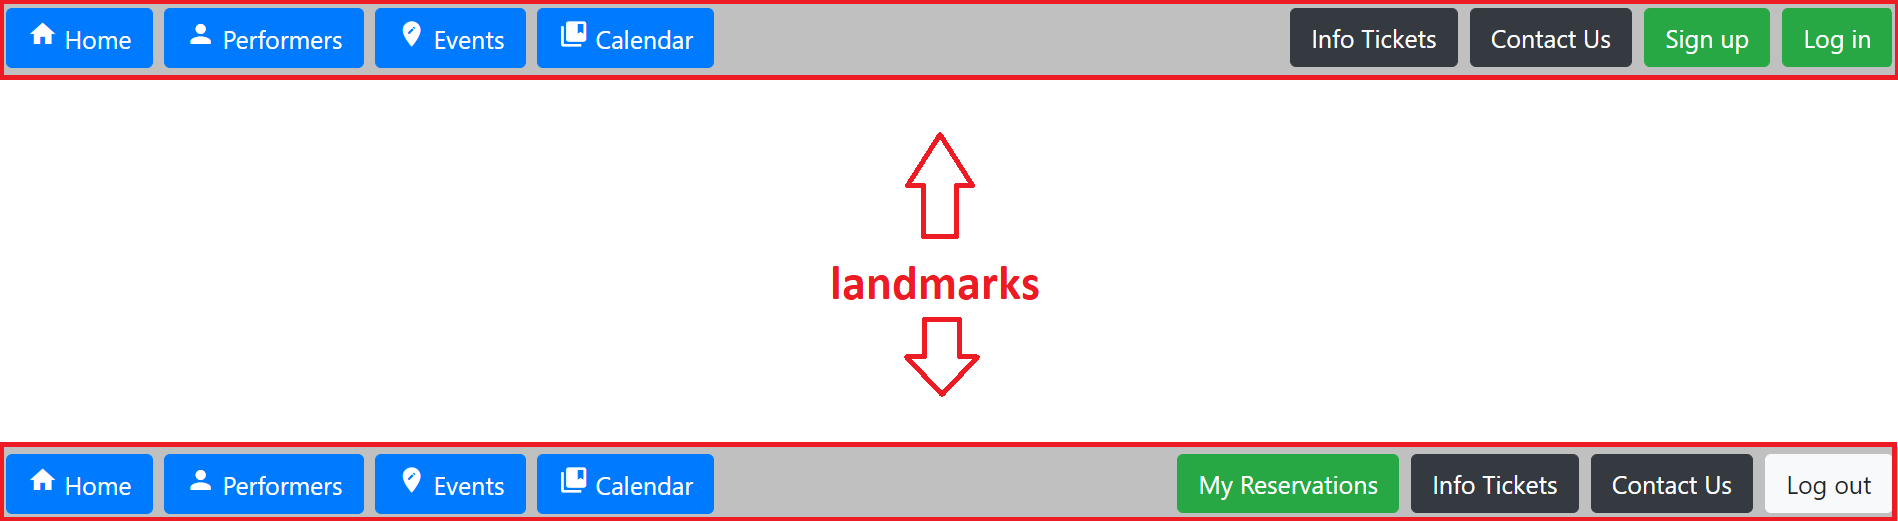 Home Performers Events Calendar Info Tickets Contact Us Sign up Log in
landmarks
Home Performers Events Calendar My Reservations Info Tickets Contact Us Log out